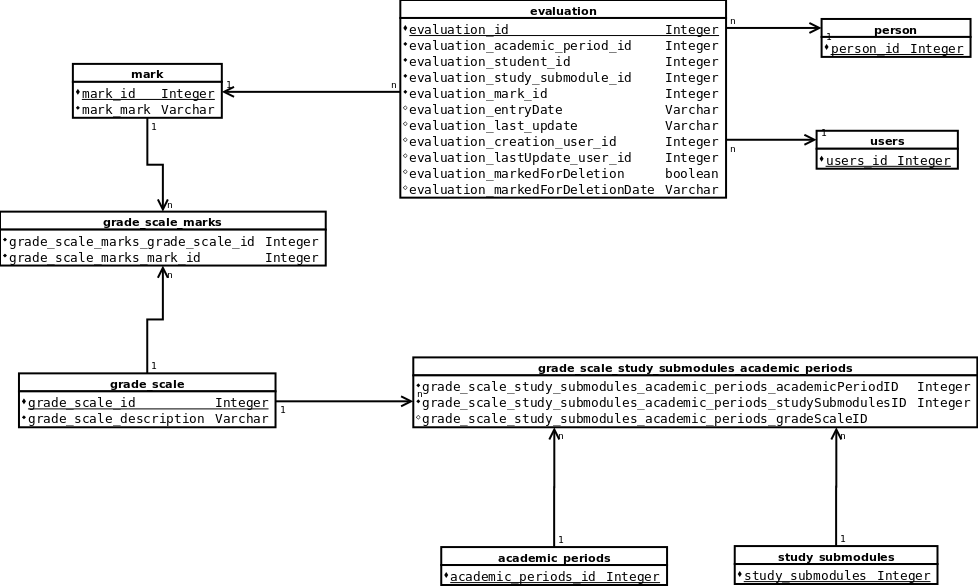 evaluation
evaluation_id Integer
evaluation_academic_period_id Integer
evaluation_student_id Integer
evaluation_study_submodule_id Integer
evaluation_mark_id Integer
evaluation_entryDate Varchar
evaluation_last_update Varchar
evaluation_creation_user_id Integer
evaluation_lastUpdate_user_id Integer
evaluation_markedForDeletion boolean
evaluation_markedForDeletionDate Varchar
n
1
person
person_id Integer
n
1
users
users_id Integer
n
1
mark
mark_id Integer
mark_mark Varchar
1
n
grade_scale_marks
grade_scale_marks_grade_scale_id Integer
grade_scale_marks_mark_id Integer
n
1
grade_scale
grade_scale_id Integer
grade_scale_description Varchar
1
n
grade_scale_study_submodules_academic_periods
grade_scale_study_submodules_academic_periods_academicPeriodID Integer
grade_scale_study_submodules_academic_periods_studySubmodulesID Integer
grade_scale_study_submodules_academic_periods_gradeScaleID
n
n
1
1
academic_periods
academic_periods_id Integer
study_submodules
study_submodules Integer